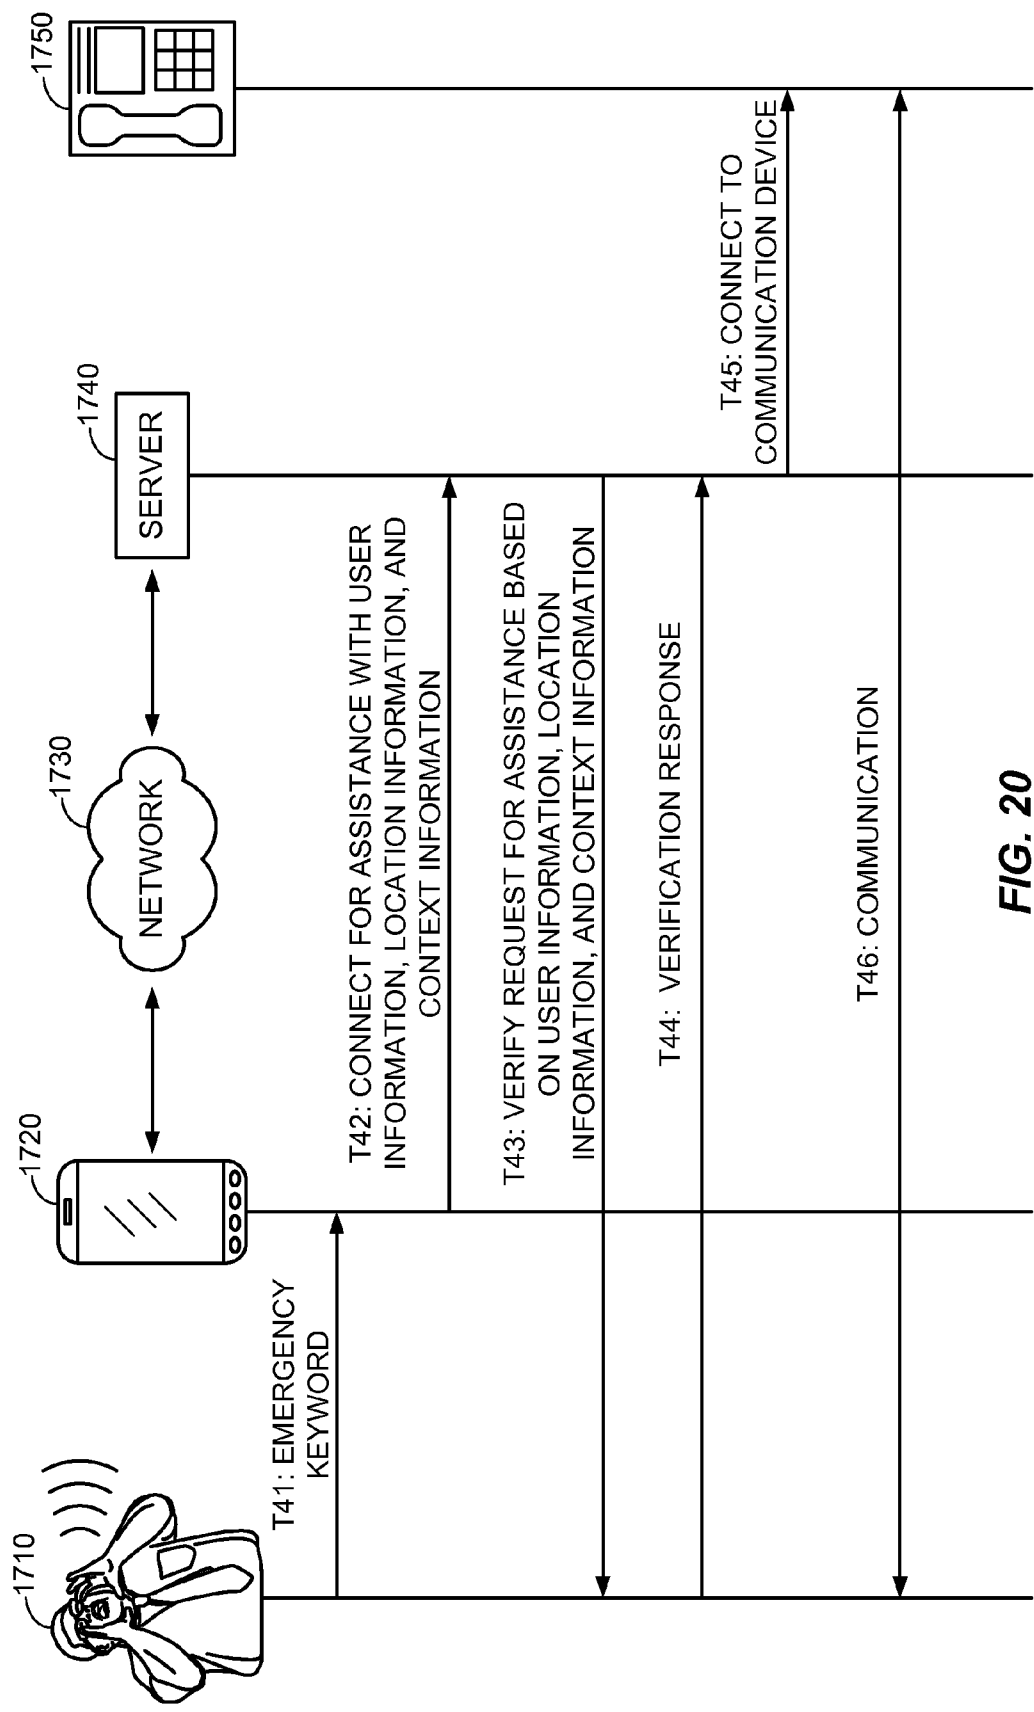 1710
1720
1730
1740
1750
NETWORK
SERVER
T41: EMERGENCY
KEYWORD
T42: CONNECT FOR ASSISTANCE WITH USER
INFORMATION, LOCATION INFORMATION, AND
CONTEXT INFORMATION
T43: VERIFY REQUEST FOR ASSISTANCE BASED
ON USER INFORMATION, LOCATION
INFORMATION, AND CONTEXT INFORMATION
T44: VERIFICATION RESPONSE
T45: CONNECT TO
COMMUNICATION DEVICE
T46: COMMUNICATION
FIG. 20